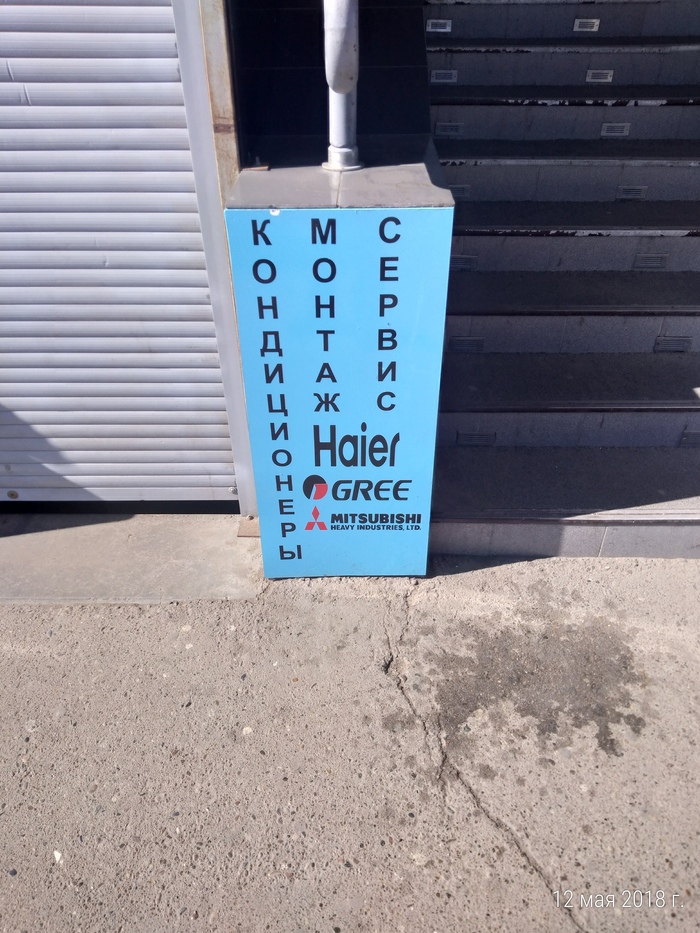 КОНДИЦИОНЕРЫ
МОНТАЖ
СЕРВИС
Haier
GREE
MITSUBISHI
HEAVY INDUSTRIES, LTD.
12 мая 2018 г.